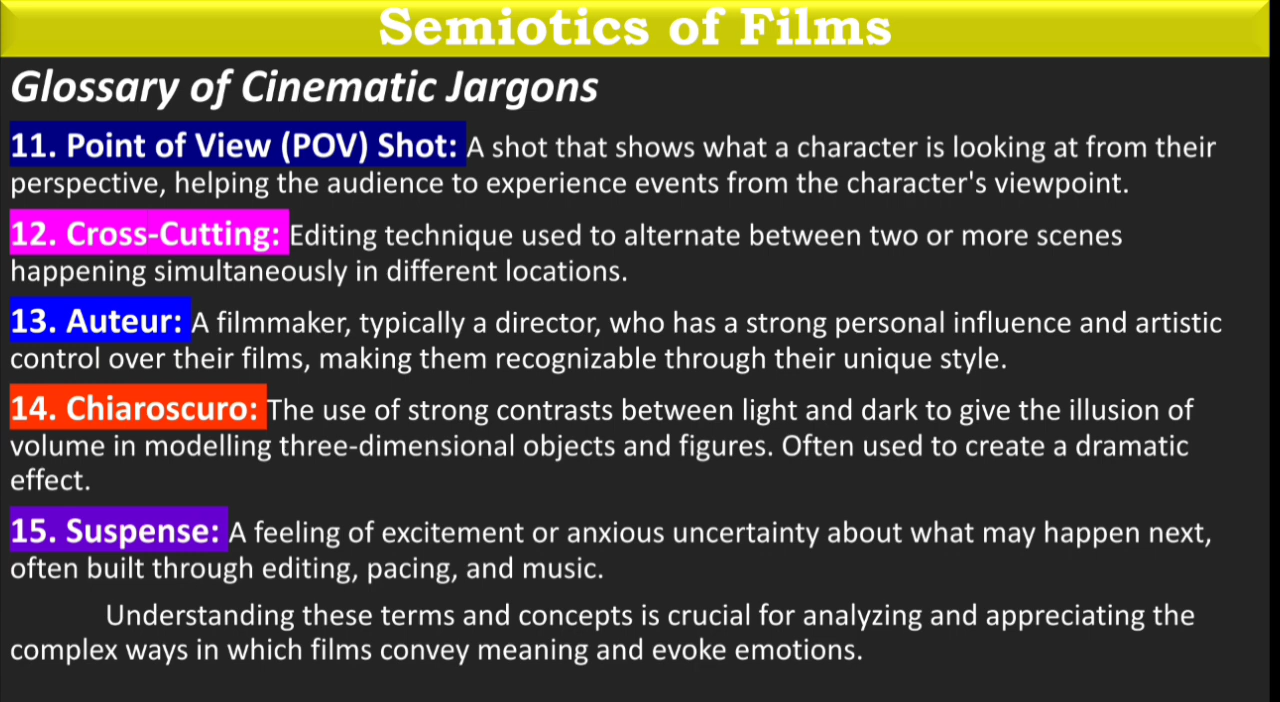 Semiotics of Films
Glossary of Cinematic Jargons
11. Point of View (POV) Shot: A shot that shows what a character is looking at from their
perspective, helping the audience to experience events from the character's viewpoint.
12. Cross-Cutting: Editing technique used to alternate between two or more scenes
happening simultaneously in different locations.
13. Auteur: A filmmaker, typically a director, who has a strong personal influence and artistic
control over their films, making them recognizable through their unique style.
14. Chiaroscuro: The use of strong contrasts between light and dark to give the illusion of
volume in modelling three-dimensional objects and figures. Often used to create a dramatic
effect.
15. Suspense: A feeling of excitement or anxious uncertainty about what may happen next,
often built through editing, pacing, and music.
Understanding these terms and concepts is crucial for analyzing and appreciating the
complex ways in which films convey meaning and evoke emotions.